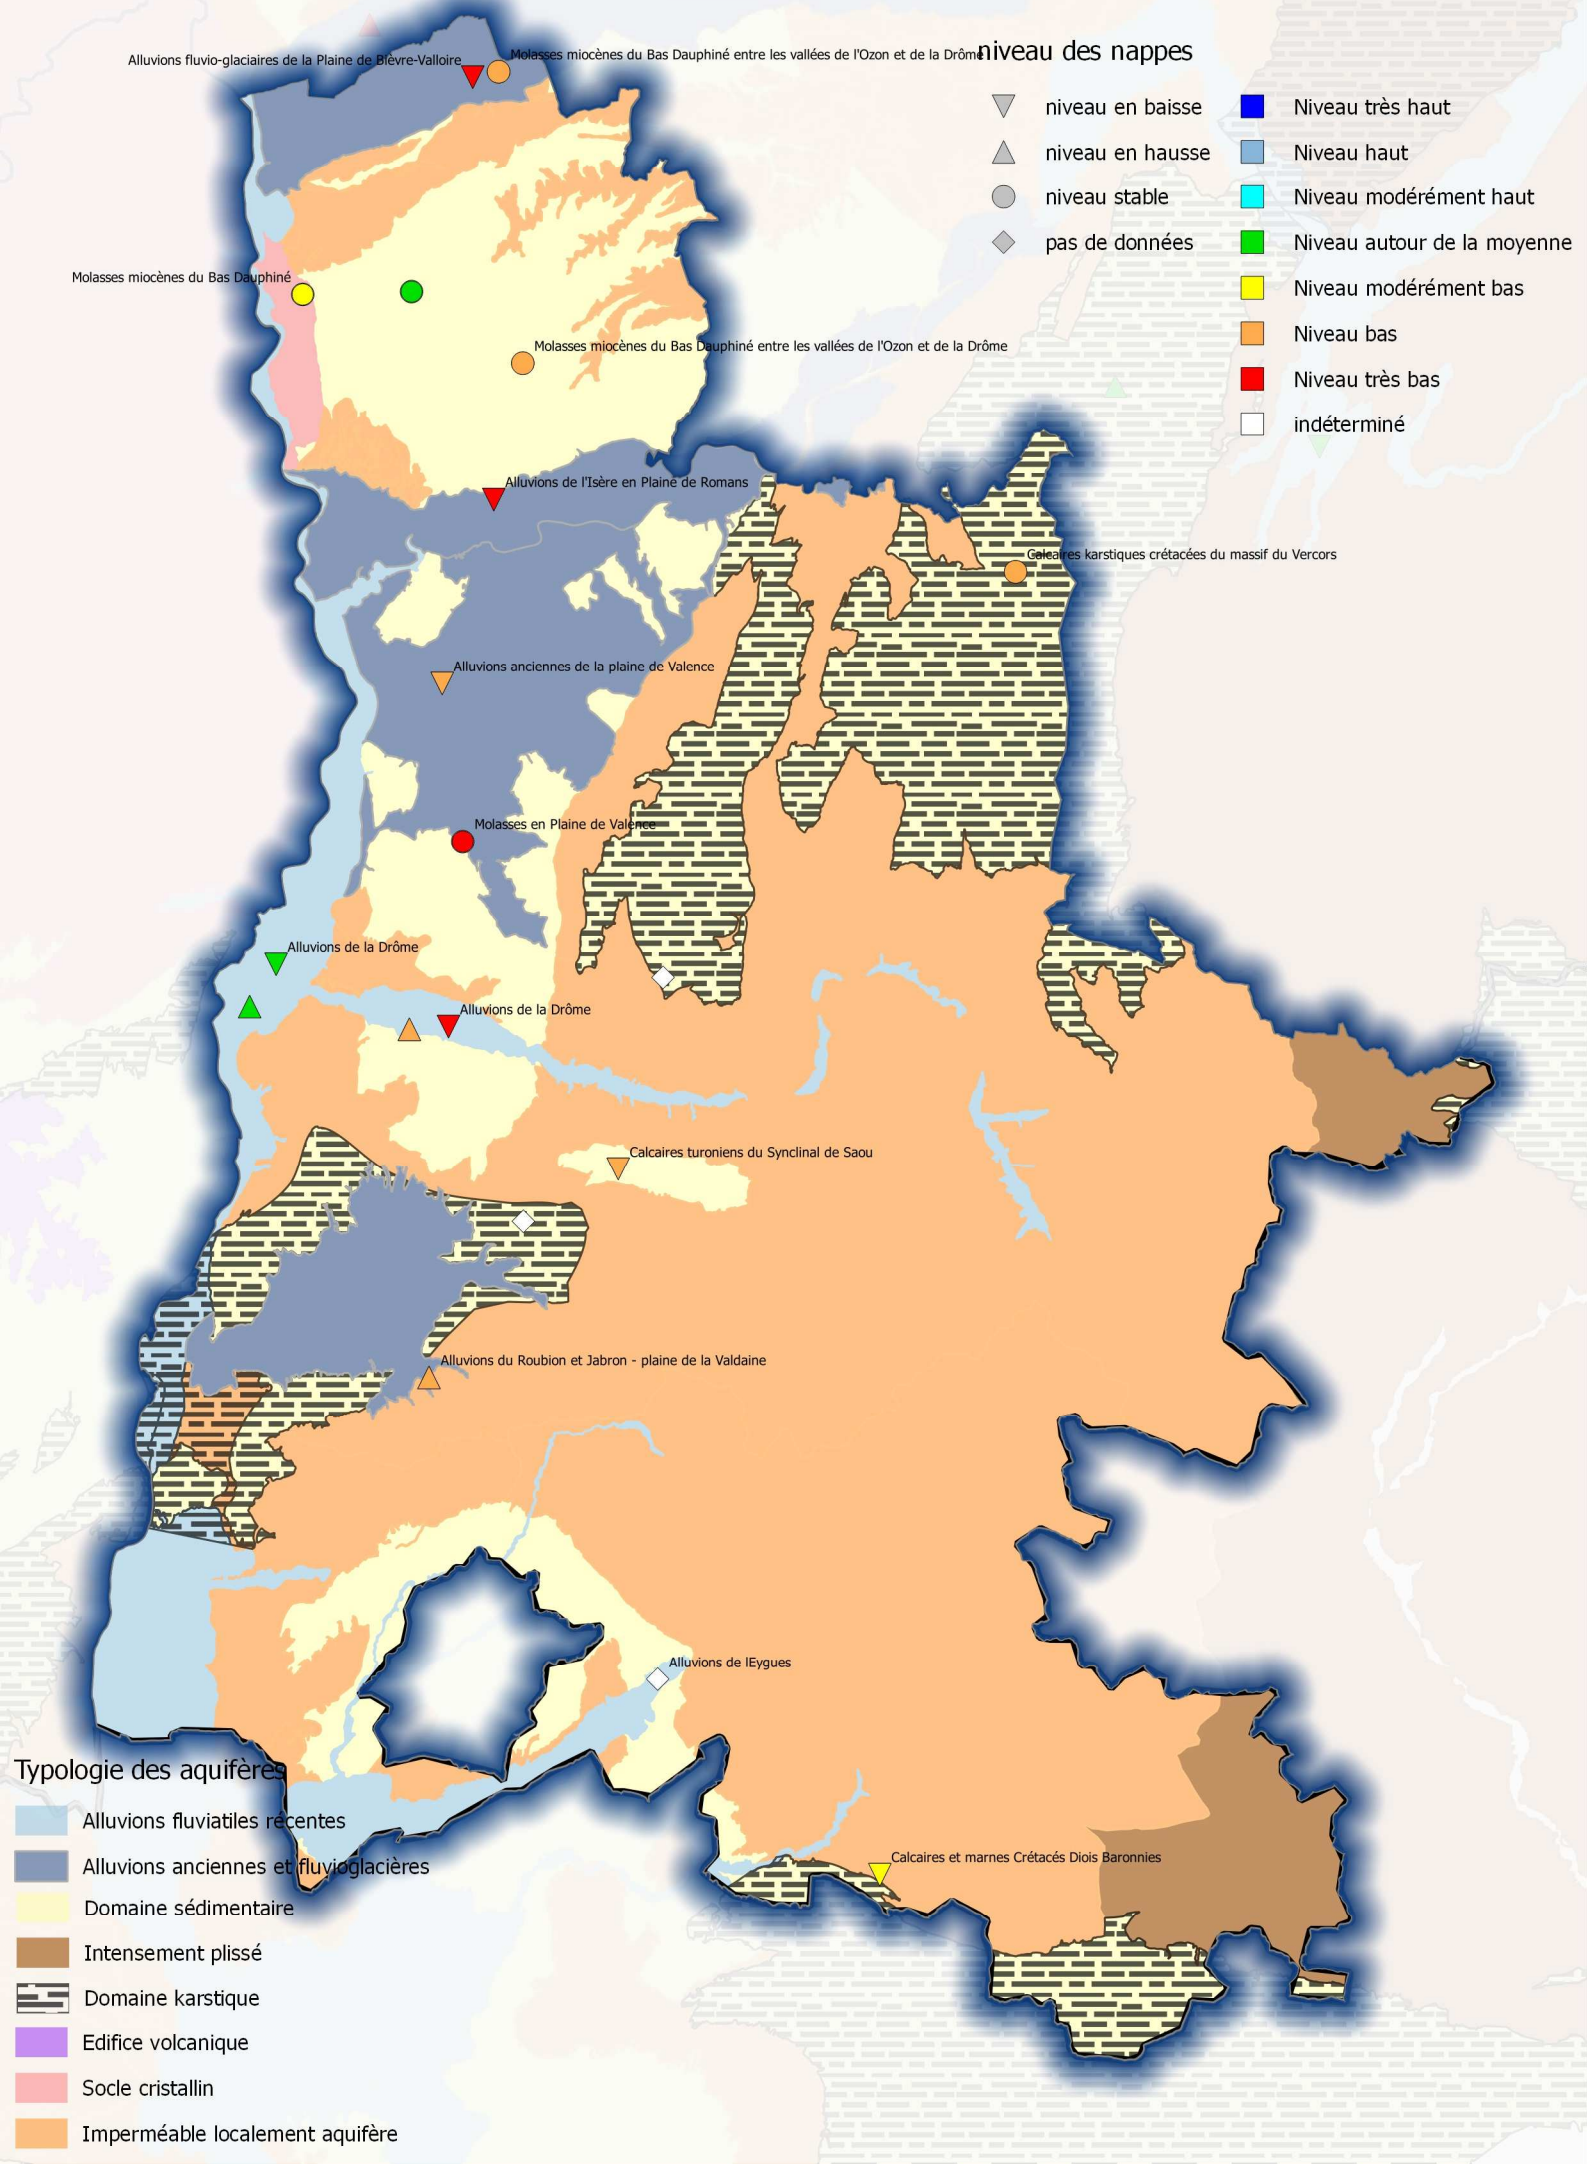 Alluvions fluvio-glaciaires de la Plaine de Bièvre-Valloire
Molasses miocènes du Bas Dauphiné entre les vallées de l'Ozon et de la Drôme
niveau des nappes
niveau en baisse
Niveau très haut
niveau en hausse
Niveau haut
niveau stable
Niveau modérément haut
pas de données
Niveau autour de la moyenne
Molasses miocènes du Bas Dauphiné
Niveau modérément bas
Niveau bas
Molasses miocènes du Bas Dauphiné entre les vallées de l'Ozon et de la Drôme
Niveau très bas
indéterminé
Alluvions de l'Isère en Plaine de Romans
Calcaires karstiques crétacées du massif du Vercors
Alluvions anciennes de la plaine de Valence
Molasses en Plaine de Valence
Alluvions de la Drôme
Alluvions de la Drôme
Calcaires turoniens du Synclinal de Saou
Alluvions du Roubion et Jabron - plaine de la Valdaine
Alluvions de lEygues
Calcaires et marnes Crétacés Diois Baronnies
Typologie des aquifères
Alluvions fluviatiles récentes
Alluvions anciennes et fluvioglacières
Domaine sédimentaire
Intensement plissé
Domaine karstique
Edifice volcanique
Socle cristallin
Imperméable localement aquifère